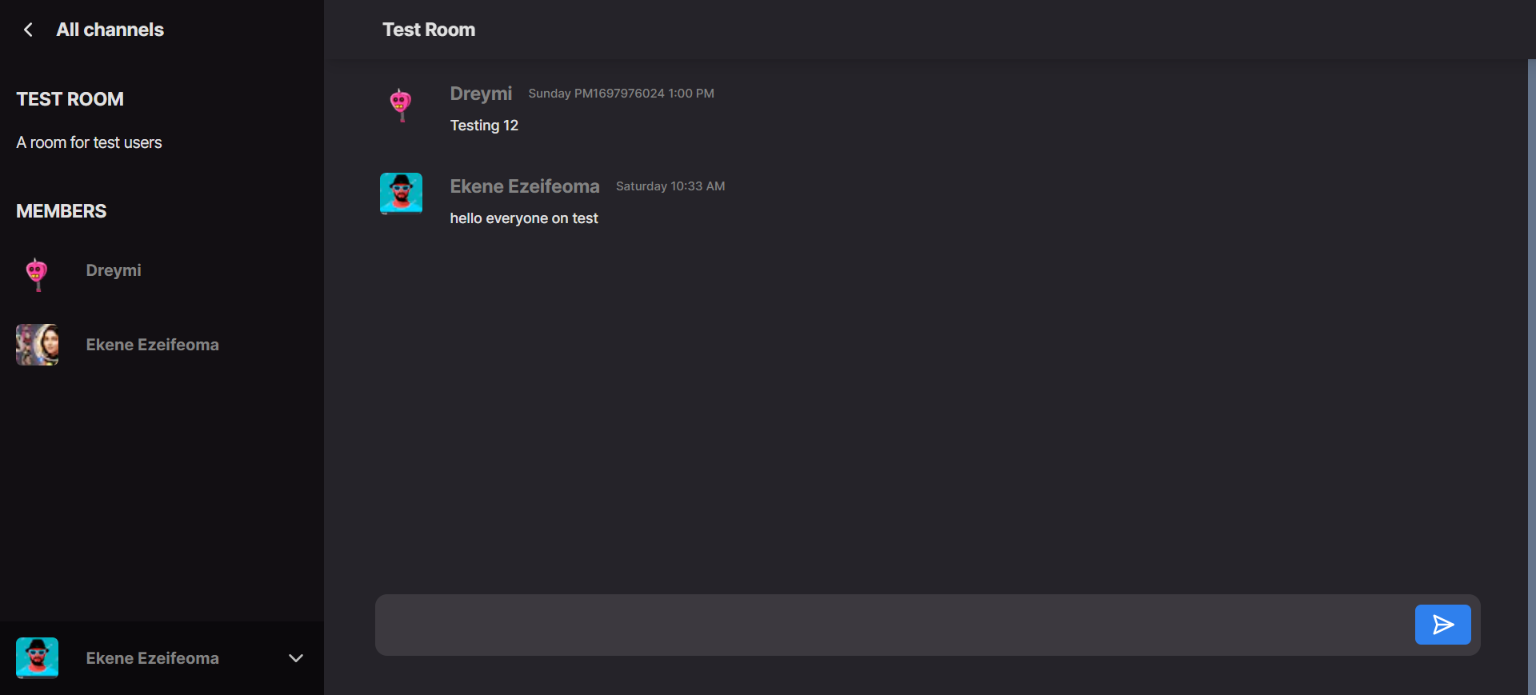 All channels
TEST ROOM
A room for test users
MEMBERS
Dreymi
Ekene Ezeifeoma
Ekene Ezeifeoma
Test Room
Dreymi Sunday PM1697976024 1:00 PM
Testing 12
Ekene Ezeifeoma Saturday 10:33 AM
hello everyone on test